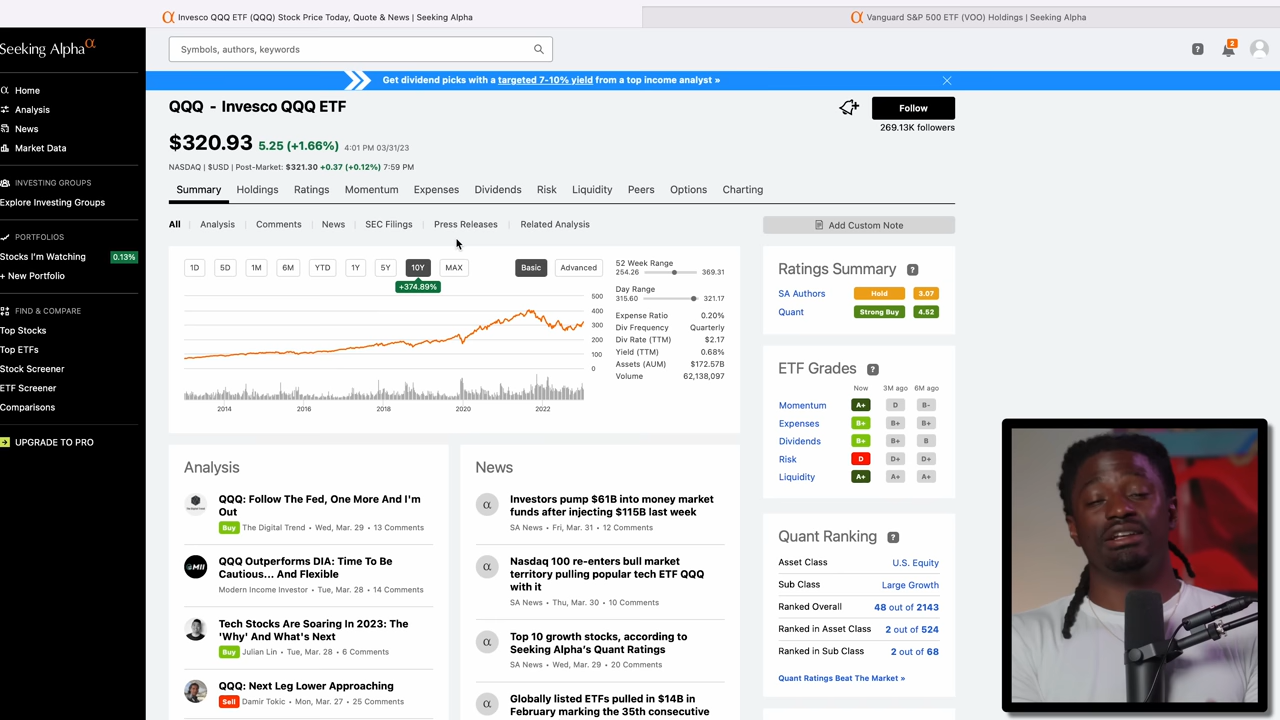 Invesco QQQ ETF (QQQ) Stock Price Today, Quote & News | Seeking Alpha
Vanguard S&P 500 ETF (VOO) Holdings | Seeking Alpha
Seeking Alpha α
Symbols, authors, keywords
?
2
Get dividend picks with a targeted 7-10% yield from a top income analyst »
Home
Analysis
News
Market Data
INVESTING GROUPS
Explore Investing Groups
PORTFOLIOS
Stocks I'm Watching 0.13%
+ New Portfolio
FIND & COMPARE
Top Stocks
Top ETFs
Stock Screener
ETF Screener
Comparisons
UPGRADE TO PRO
QQQ - Invesco QQQ ETF
Follow
269.13K followers
$320.93 5.25 (+1.66%) 4:01 PM 03/31/23
NASDAQ | $USD | Post-Market: $321.30 +0.37 (+0.12%) 7:59 PM
Summary Holdings Ratings Momentum Expenses Dividends Risk Liquidity Peers Options Charting
All Analysis Comments News SEC Filings Press Releases Related Analysis
Add Custom Note
1D 5D 1M 6M YTD 1Y 5Y 10Y MAX Basic Advanced
+374.89%
500
400
300
200
100
0
2014 2016 2018 2020 2022
52 Week Range
254.26 369.31
Day Range
315.60 321.17
Expense Ratio 0.20%
Div Frequency Quarterly
Div Rate (TTM) $2.17
Yield (TTM) 0.68%
Assets (AUM) $172.57B
Volume 62,138,097
Ratings Summary ?
SA Authors Hold 3.07
Quant Strong Buy 4.52
ETF Grades ?
Now 3M ago 6M ago
Momentum A+ D B-
Expenses B+ B+ B+
Dividends B+ B+ B
Risk D D+ D+
Liquidity A+ A+ A+
Quant Ranking ?
Asset Class U.S. Equity
Sub Class Large Growth
Ranked Overall 48 out of 2143
Ranked in Asset Class 2 out of 524
Ranked in Sub Class 2 out of 68
Quant Ratings Beat The Market »
Analysis
QQQ: Follow The Fed, One More And I'm
Out
Buy The Digital Trend • Wed, Mar. 29 • 13 Comments
MII
QQQ Outperforms DIA: Time To Be
Cautious... And Flexible
Modern Income Investor • Tue, Mar. 28 • 14 Comments
Tech Stocks Are Soaring In 2023: The
'Why' And What's Next
Buy Julian Lin • Tue, Mar. 28 • 6 Comments
QQQ: Next Leg Lower Approaching
Sell Damir Tokic • Mon, Mar. 27 • 25 Comments
News
Investors pump $61B into money market
funds after injecting $115B last week
SA News • Fri, Mar. 31 • 12 Comments
Nasdaq 100 re-enters bull market
territory pulling popular tech ETF QQQ
with it
SA News • Thu, Mar. 30 • 10 Comments
Top 10 growth stocks, according to
Seeking Alpha's Quant Ratings
SA News • Wed, Mar. 29 • 20 Comments
Globally listed ETFs pulled in $14B in
February marking the 35th consecutive